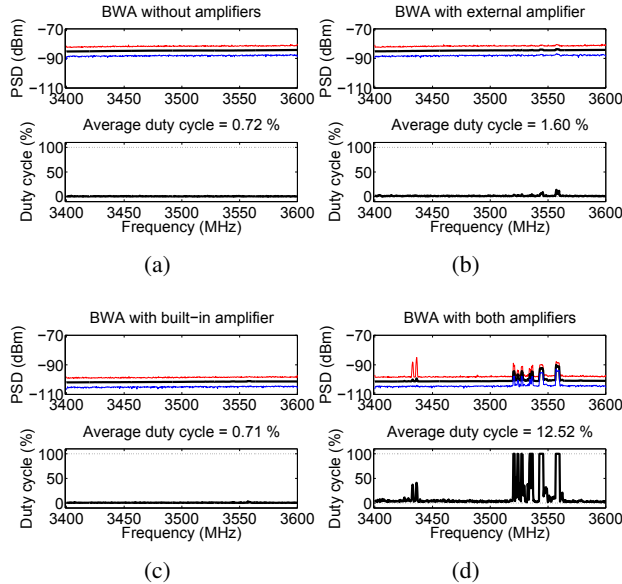 BWA without amplifiers
PSD (dBm)
−70
−90
−110
3400 3450 3500 3550 3600
Average duty cycle = 0.72 %
Duty cycle (%)
100
50
0
3400 3450 3500 3550 3600
Frequency (MHz)
(a)
BWA with external amplifier
PSD (dBm)
−70
−90
−110
3400 3450 3500 3550 3600
Average duty cycle = 1.60 %
Duty cycle (%)
100
50
0
3400 3450 3500 3550 3600
Frequency (MHz)
(b)
BWA with built−in amplifier
PSD (dBm)
−70
−90
−110
3400 3450 3500 3550 3600
Average duty cycle = 0.71 %
Duty cycle (%)
100
50
0
3400 3450 3500 3550 3600
Frequency (MHz)
(c)
BWA with both amplifiers
PSD (dBm)
−70
−90
−110
3400 3450 3500 3550 3600
Average duty cycle = 12.52 %
Duty cycle (%)
100
50
0
3400 3450 3500 3550 3600
Frequency (MHz)
(d)